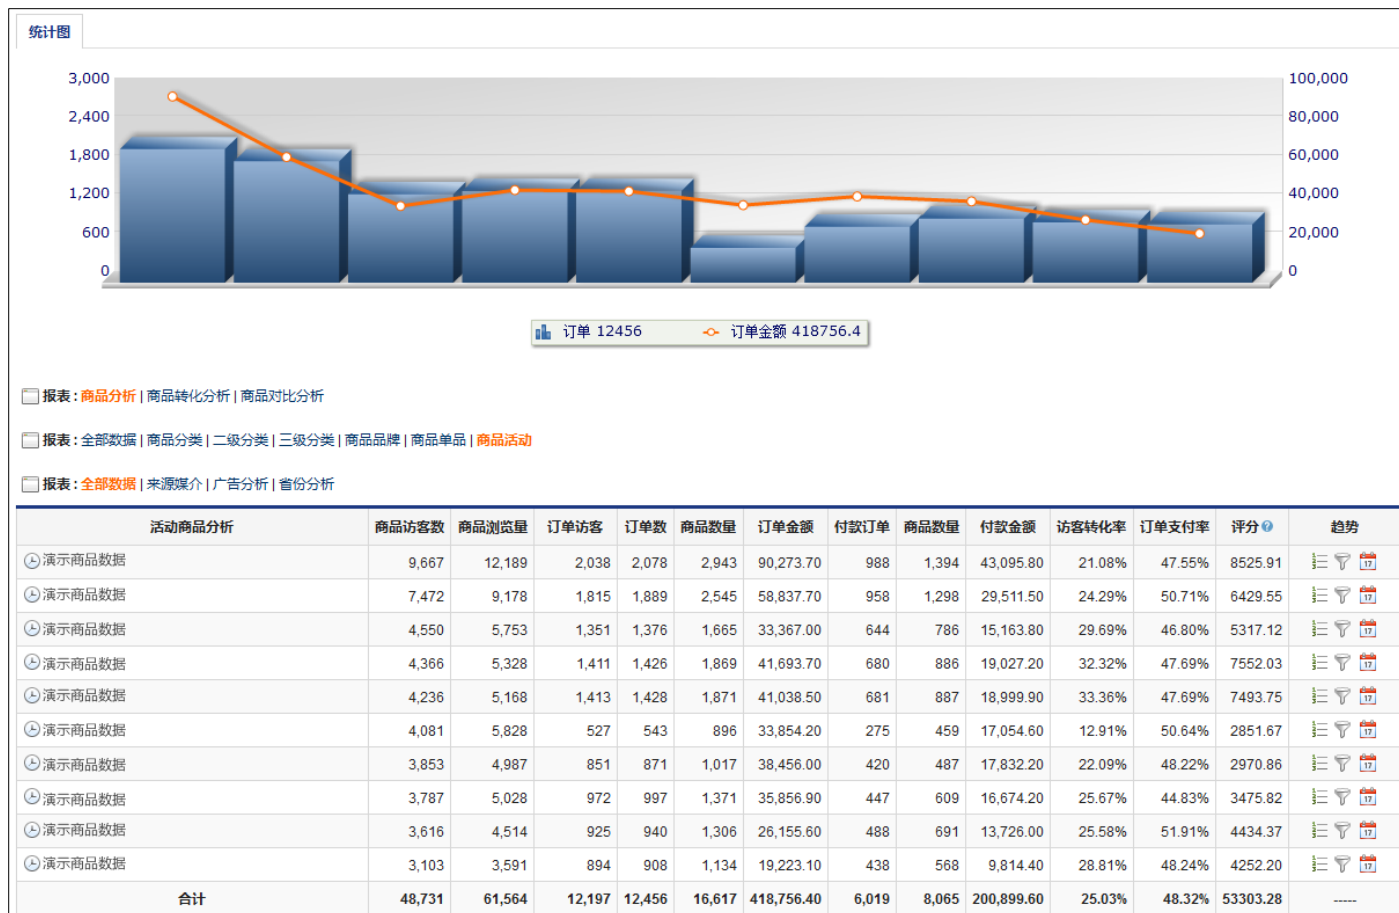 统计图
3,000 100,000
2,400 80,000
1,800 60,000
1,200 40,000
600 20,000
0 0
订单 12456 订单金额 418756.4
报表 : 商品分析 | 商品转化分析 | 商品对比分析
报表 : 全部数据 | 商品分类 | 二级分类 | 三级分类 | 商品品牌 | 商品单品 | 商品活动
报表 : 全部数据 | 来源媒介 | 广告分析 | 省份分析
活动商品分析 商品访客数 商品浏览量 订单访客 订单数 商品数量 订单金额 付款订单 商品数量 付款金额 访客转化率 订单支付率 评分 ? 趋势
演示商品数据 9,667 12,189 2,038 2,078 2,943 90,273.70 988 1,394 43,095.80 21.08% 47.55% 8525.91 17
演示商品数据 7,472 9,178 1,815 1,889 2,545 58,837.70 958 1,298 29,511.50 24.29% 50.71% 6429.55 17
演示商品数据 4,550 5,753 1,351 1,376 1,665 33,367.00 644 786 15,163.80 29.69% 46.80% 5317.12 17
演示商品数据 4,366 5,328 1,411 1,426 1,869 41,693.70 680 886 19,027.20 32.32% 47.69% 7552.03 17
演示商品数据 4,236 5,168 1,413 1,428 1,871 41,038.50 681 887 18,999.90 33.36% 47.69% 7493.75 17
演示商品数据 4,081 5,828 527 543 896 33,854.20 275 459 17,054.60 12.91% 50.64% 2851.67 17
演示商品数据 3,853 4,987 851 871 1,017 38,456.00 420 487 17,832.20 22.09% 48.22% 2970.86 17
演示商品数据 3,787 5,028 972 997 1,371 35,856.90 447 609 16,674.20 25.67% 44.83% 3475.82 17
演示商品数据 3,616 4,514 925 940 1,306 26,155.60 488 691 13,726.00 25.58% 51.91% 4434.37 17
演示商品数据 3,103 3,591 894 908 1,134 19,223.10 438 568 9,814.40 28.81% 48.24% 4252.20 17
合计 48,731 61,564 12,197 12,456 16,617 418,756.40 6,019 8,065 200,899.60 25.03% 48.32% 53303.28 -----